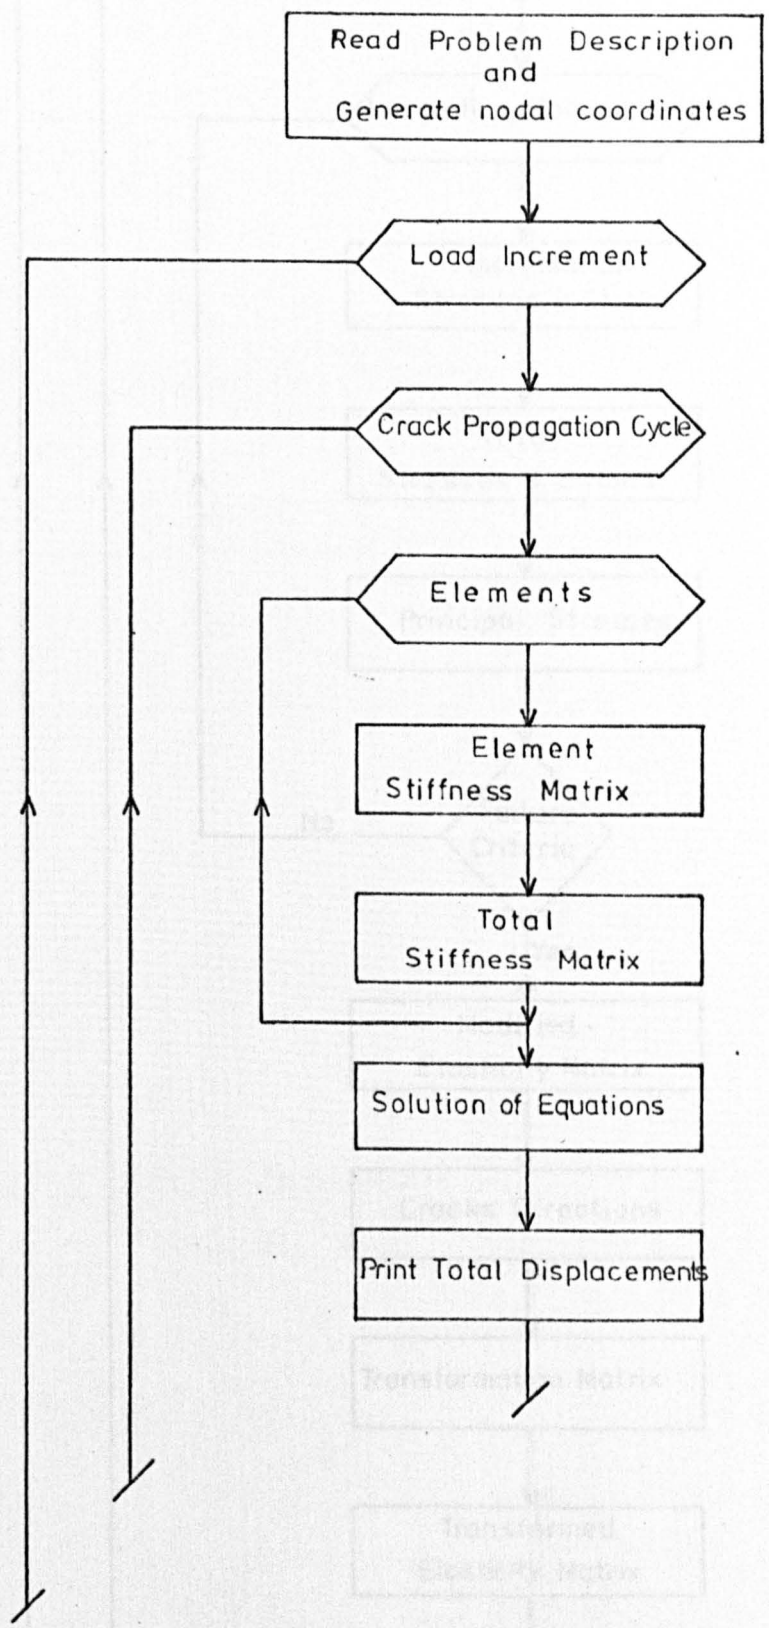 Read Problem Description
and
Generate nodal coordinates
Load Increment
Crack Propagation Cycle
Elements
Element
Stiffness Matrix
Total
Stiffness Matrix
Solution of Equations
Print Total Displacements